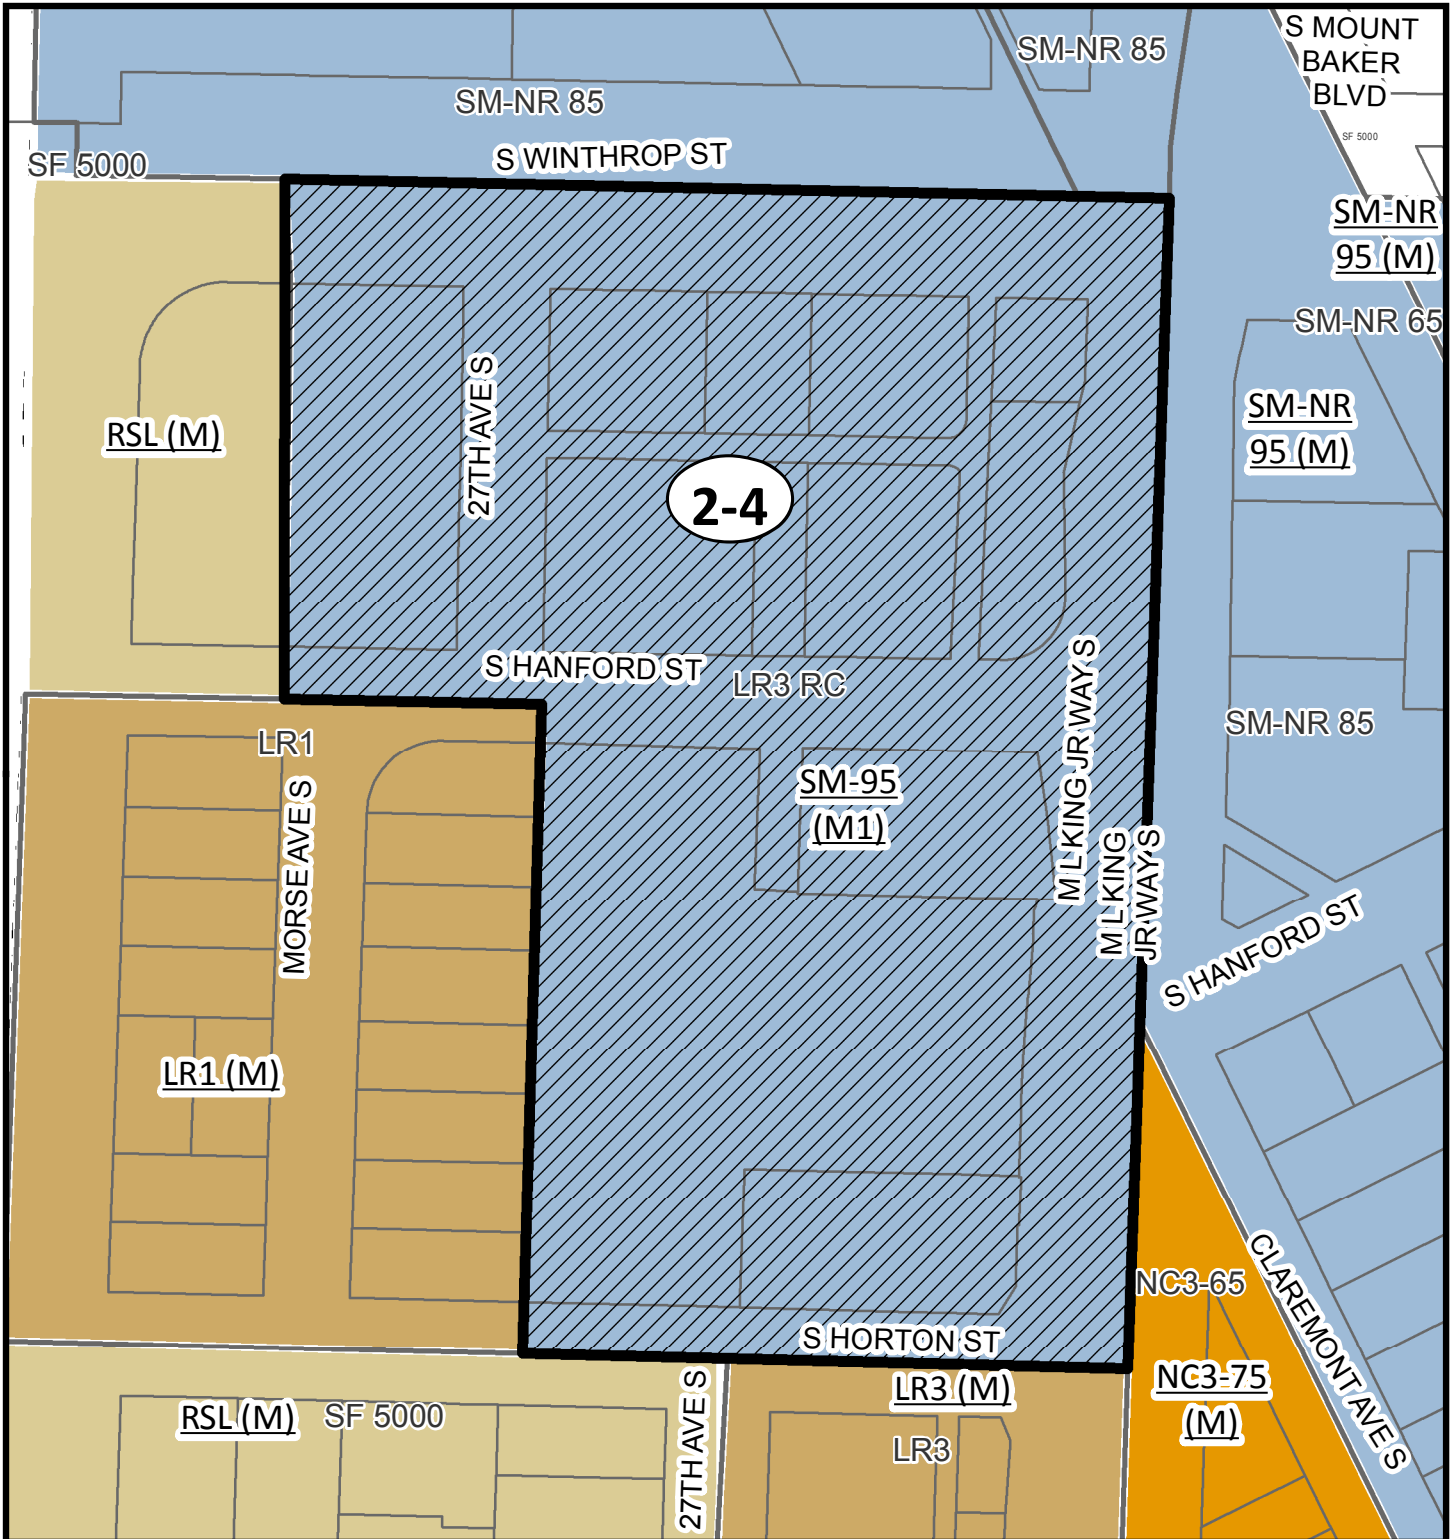 S MOUNT
BAKER
BLVD
SM-NR 85
SM-NR 85
SF 5000
S WINTHROP ST
SF 5000
SM-NR
95 (M)
SM-NR 65
RSL (M)
27TH AVE S
SM-NR
95 (M)
2-4
S HANFORD ST
LR3 RC
M L KING JR WAY S
SM-NR 85
LR1
MORSE AVE S
SM-95
(M1)
M L KING
JR WAY S
S HANFORD ST
LR1 (M)
CLAREMONT AVE S
NC3-65
S HORTON ST
LR3 (M)
NC3-75
(M)
RSL (M)
SF 5000
27TH AVE S
LR3